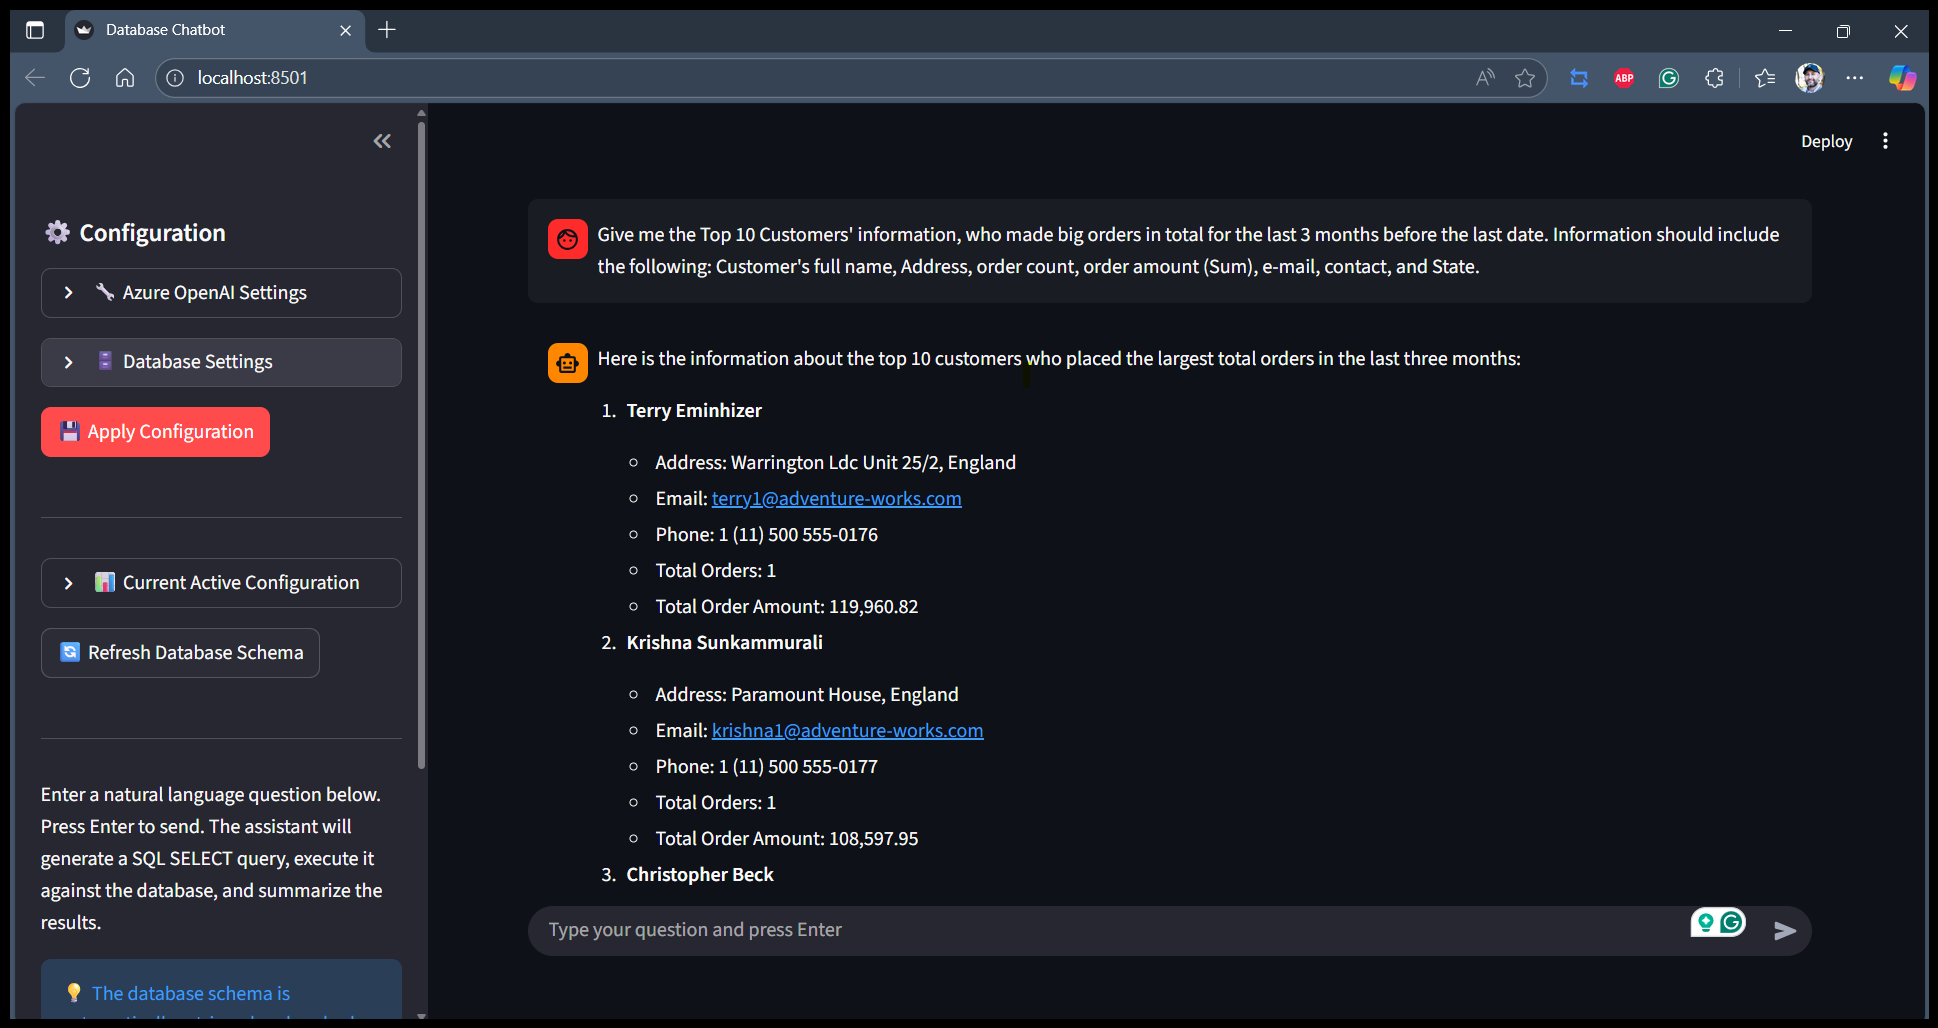 Database Chatbot
localhost:8501
ABP
Deploy
Configuration
Azure OpenAI Settings
Database Settings
Apply Configuration
Current Active Configuration
Refresh Database Schema
Enter a natural language question below.
Press Enter to send. The assistant will
generate a SQL SELECT query, execute it
against the database, and summarize the
results.
The database schema is
Give me the Top 10 Customers' information, who made big orders in total for the last 3 months before the last date. Information should include
the following: Customer's full name, Address, order count, order amount (Sum), e-mail, contact, and State.
Here is the information about the top 10 customers who placed the largest total orders in the last three months:
1. Terry Eminhizer
Address: Warrington Ldc Unit 25/2, England
Email: terry1@adventure-works.com
Phone: 1 (11) 500 555-0176
Total Orders: 1
Total Order Amount: 119,960.82
2. Krishna Sunkammurali
Address: Paramount House, England
Email: krishna1@adventure-works.com
Phone: 1 (11) 500 555-0177
Total Orders: 1
Total Order Amount: 108,597.95
3. Christopher Beck
Type your question and press Enter